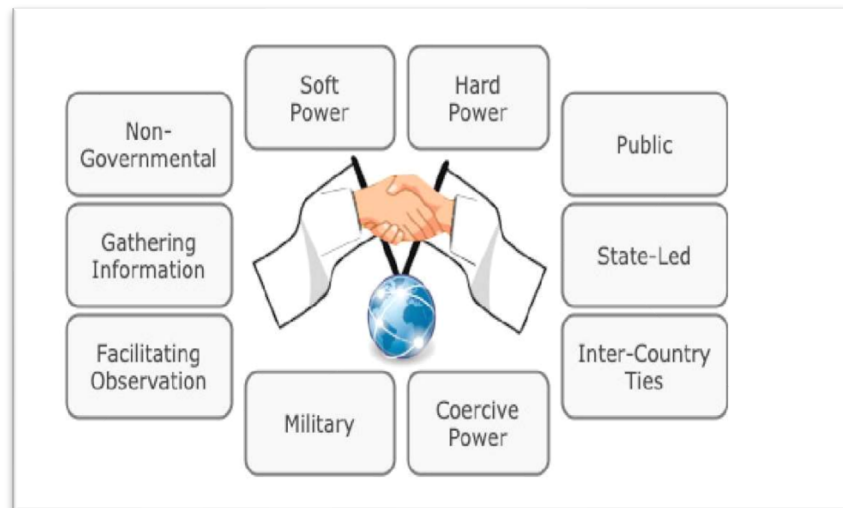 Soft
Power
Hard
Power
Non-
Governmental
Public
Gathering
Information
State-Led
Facilitating
Observation
Inter-Country
Ties
Military
Coercive
Power